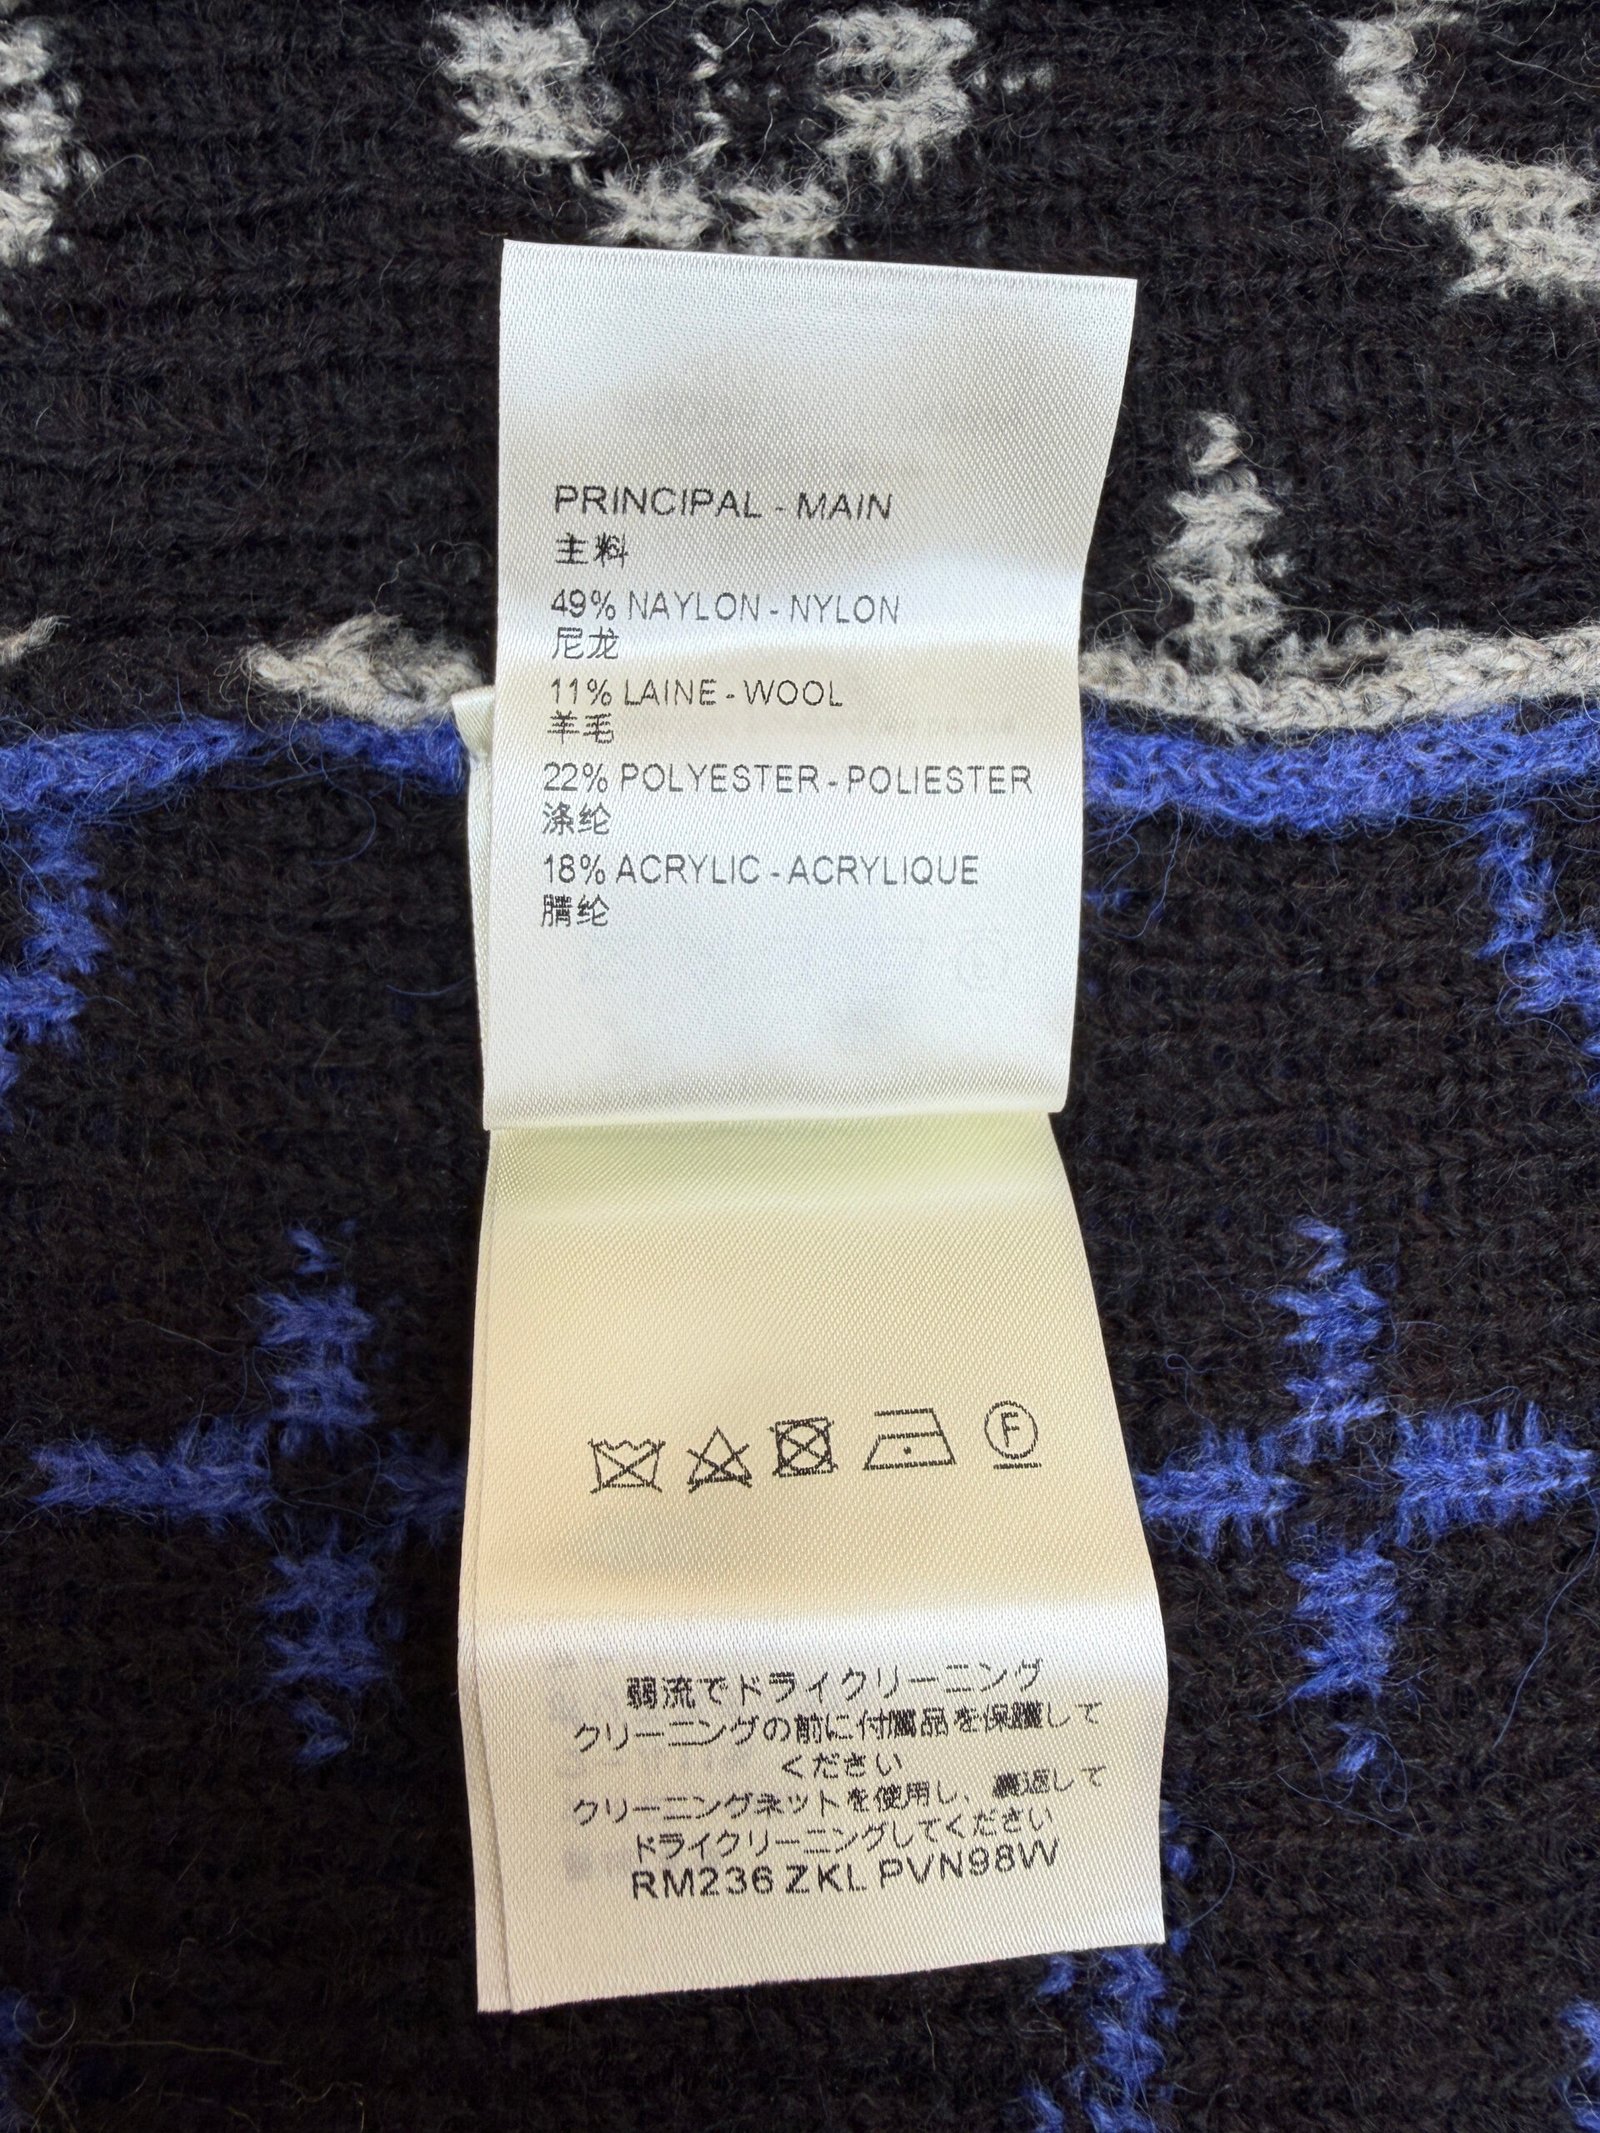 PRINCIPAL - MAIN
主料
49% NAYLON - NYLON
尼龙
11% LAINE - WOOL
羊毛
22% POLYESTER - POLIESTER
涤纶
18% ACRYLIC - ACRYLIQUE
腈纶
F
弱流でドライクリーニング
クリーニングの前に付属品を保護して
ください
クリーニングネットを使用し、裏返して
ドライクリーニングしてください
RM236 ZKL PVN98W